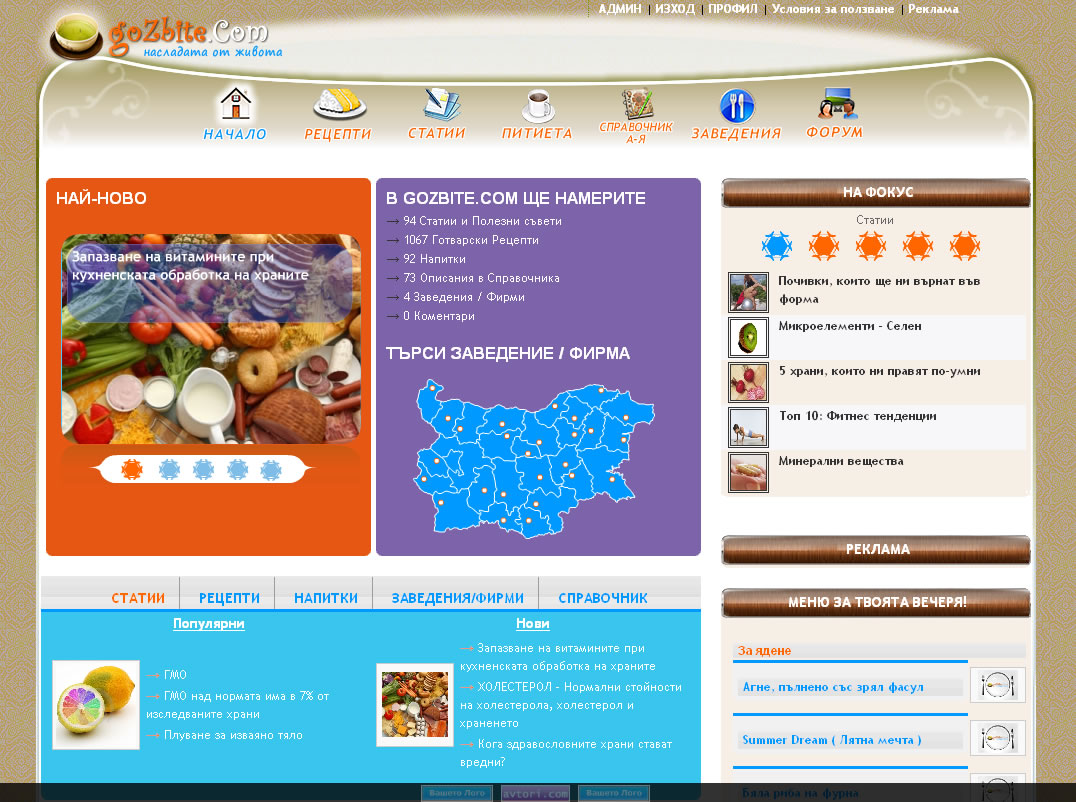 АДМИН | ИЗХОД | ПРОФИЛ | Условия за ползване | Реклама
goZbite.Com
насладата от живота
НАЧАЛО
РЕЦЕПТИ
СТАТИИ
ПИТИЕТА
СПРАВОЧНИК
А-Я
ЗАВЕДЕНИЯ
ФОРУМ
НАЙ-НОВО
Запазване на витамините при
кухненската обработка на храните
В GOZBITE.COM ЩЕ НАМЕРИТЕ
94 Статии и Полезни съвети
1067 Готварски Рецепти
92 Напитки
73 Описания в Справочника
4 Заведения / Фирми
0 Коментари
ТЪРСИ ЗАВЕДЕНИЕ / ФИРМА
НА ФОКУС
Статии
Почивки, които ще ни върнат във
форма
Микроелементи - Селен
5 храни, които ни правят по-умни
Топ 10: Фитнес тенденции
Минерални вещества
РЕКЛАМА
МЕНЮ ЗА ТВОЯТА ВЕЧЕРЯ!
За ядене
Агне, пълнено със зрял фасул
Summer Dream ( Лятна мечта )
Бяла риба на фурна
СТАТИИ
РЕЦЕПТИ
НАПИТКИ
ЗАВЕДЕНИЯ/ФИРМИ
СПРАВОЧНИК
Популярни
ГМО
ГМО над нормата има в 7% от
изследваните храни
Плуване за изваяно тяло
Нови
Запазване на витамините при
кухненската обработка на храните
ХОЛЕСТЕРОЛ - Нормални стойности
на холестерола, холестерол и
храненето
Кога здравословните храни стават
вредни?
Вашето Лого
avtori.com
Вашето Лого